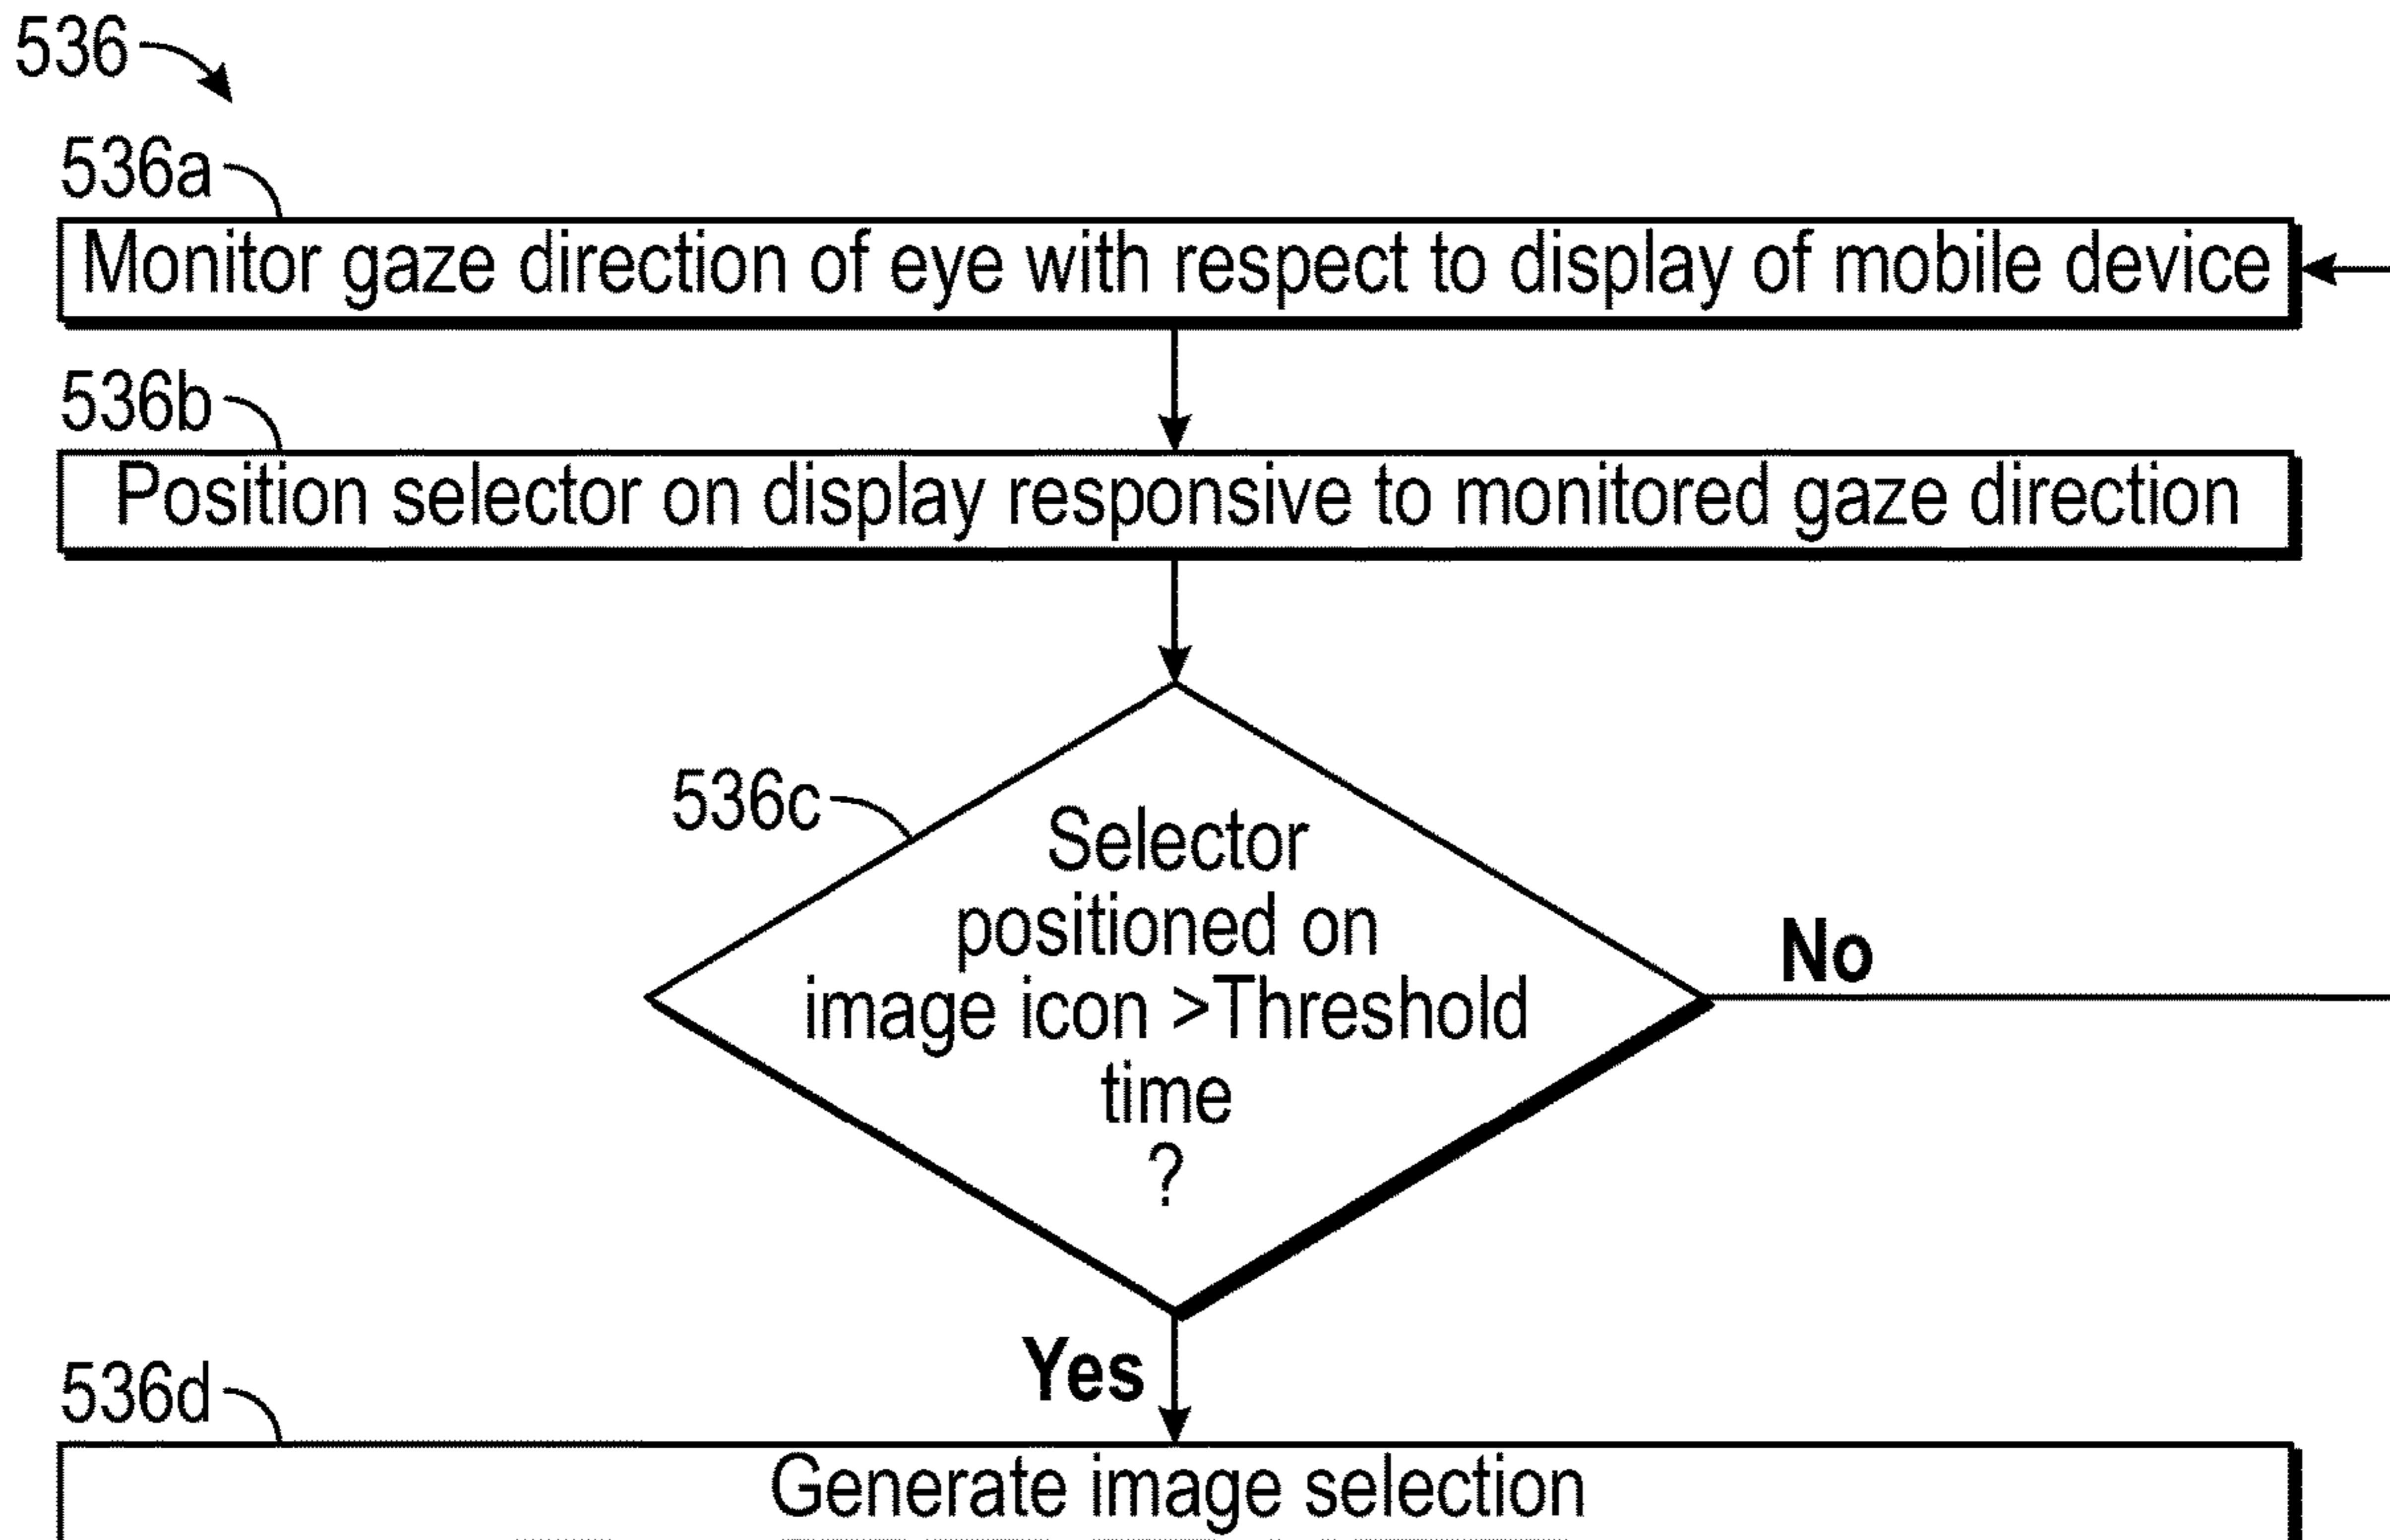 536
536a
Monitor gaze direction of eye with respect to display of mobile device
536b
Position selector on display responsive to monitored gaze direction
536c
Selector
positioned on
image icon >Threshold
time
?
No
Yes
536d
Generate image selection